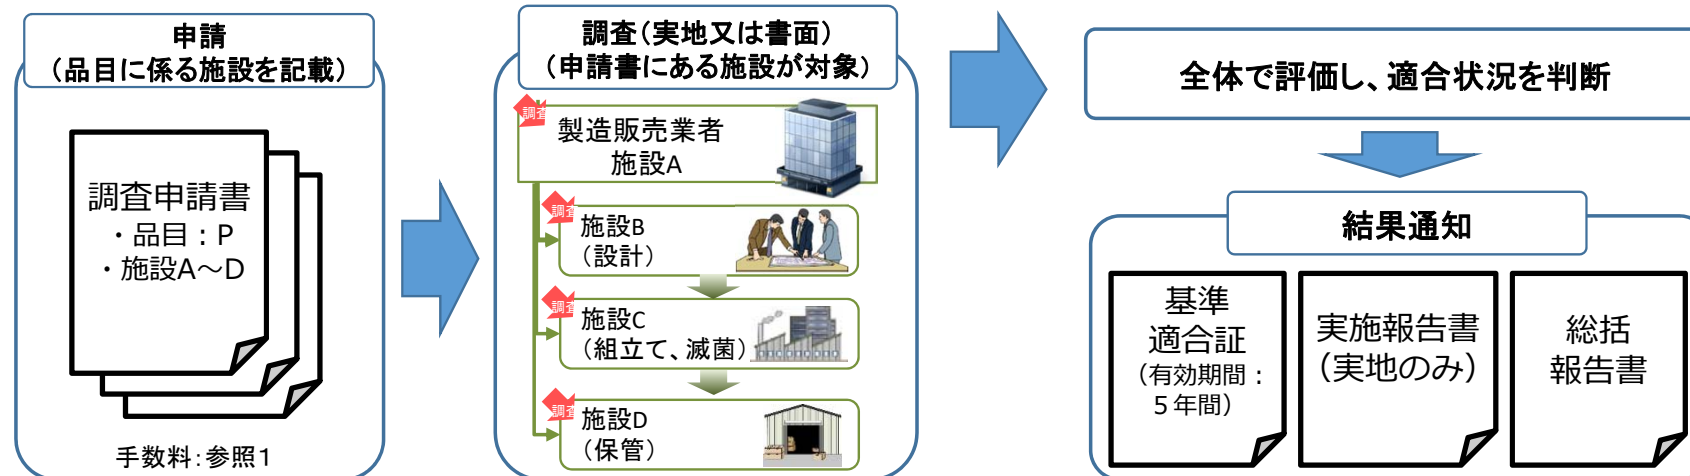 申請
（品目に係る施設を記載）
調査申請書
・品目：P
・施設A～D
手数料：参照1
調査（実地又は書面）
（申請書にある施設が対象）
調査
製造販売業者
施設A
調査
施設B
（設計）
調査
施設C
（組立て、滅菌）
調査
施設D
（保管）
全体で評価し、適合状況を判断
結果通知
基準
適合証
（有効期間：
５年間）
実施報告書
（実地のみ）
総括
報告書